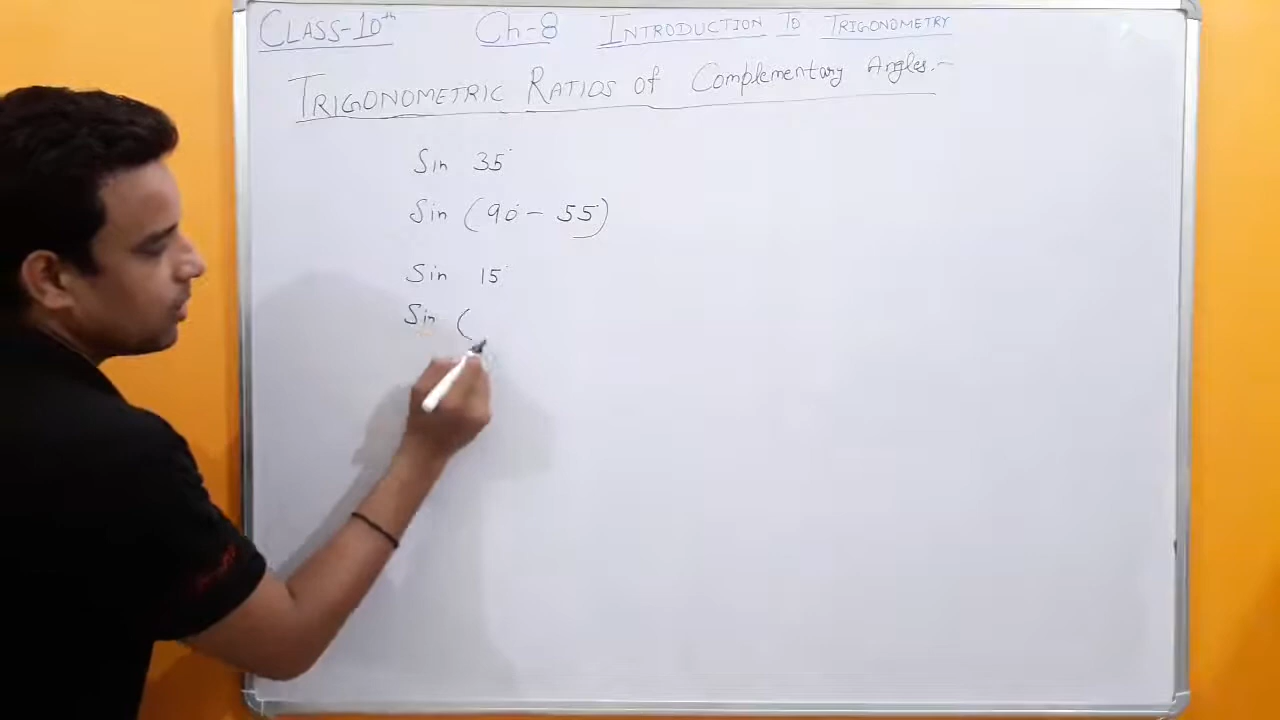 CLASS-10th Ch-8 INTRODUCTION TO TRIGONOMETRY
TRIGONOMETRIC RATIOS of Complementary Angles.-
Sin 35°
Sin (90°- 55°)
Sin 15°
Sin (